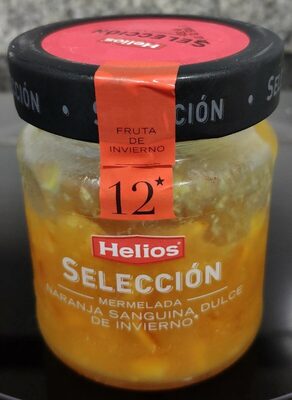 Helios
SELECCIÓN
SELECCIÓN
FRUTA
DE
INVIERNO
12*
Helios
SELECCIÓN
MERMELADA
NARANJA SANGUINA DULCE
DE INVIERNO*